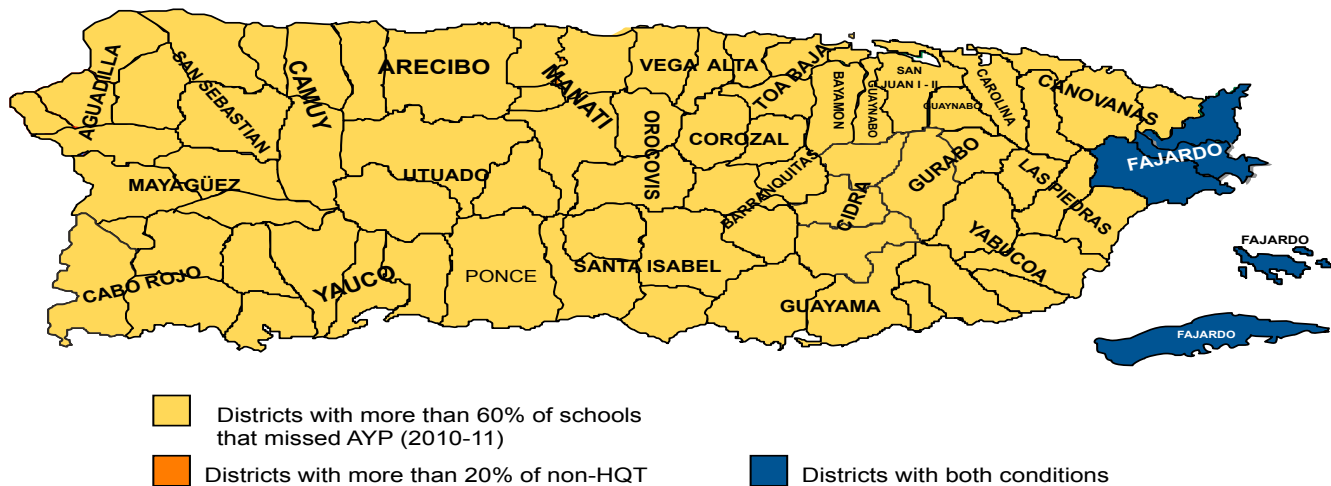 AGUADILLA
SAN SEBASTIAN
CAMUY
ARECIBO
MANATI
VEGA ALTA
TOABAJA
BAYAMON
GUAYNABO
SAN
JUAN I - II
GUAYNABO
CAROLINA
CANOVANAS
FAJARDO
MAYAGÜEZ
UTUADO
OROCOVIS
COROZAL
BARRANQUITAS
CIDRA
GURABO
LAS PIEDRAS
YABUCOA
FAJARDO
CABO ROJO
YAUCO
PONCE
SANTA ISABEL
GUAYAMA
FAJARDO
Districts with more than 60% of schools
that missed AYP (2010-11)
Districts with more than 20% of non-HQT
Districts with both conditions